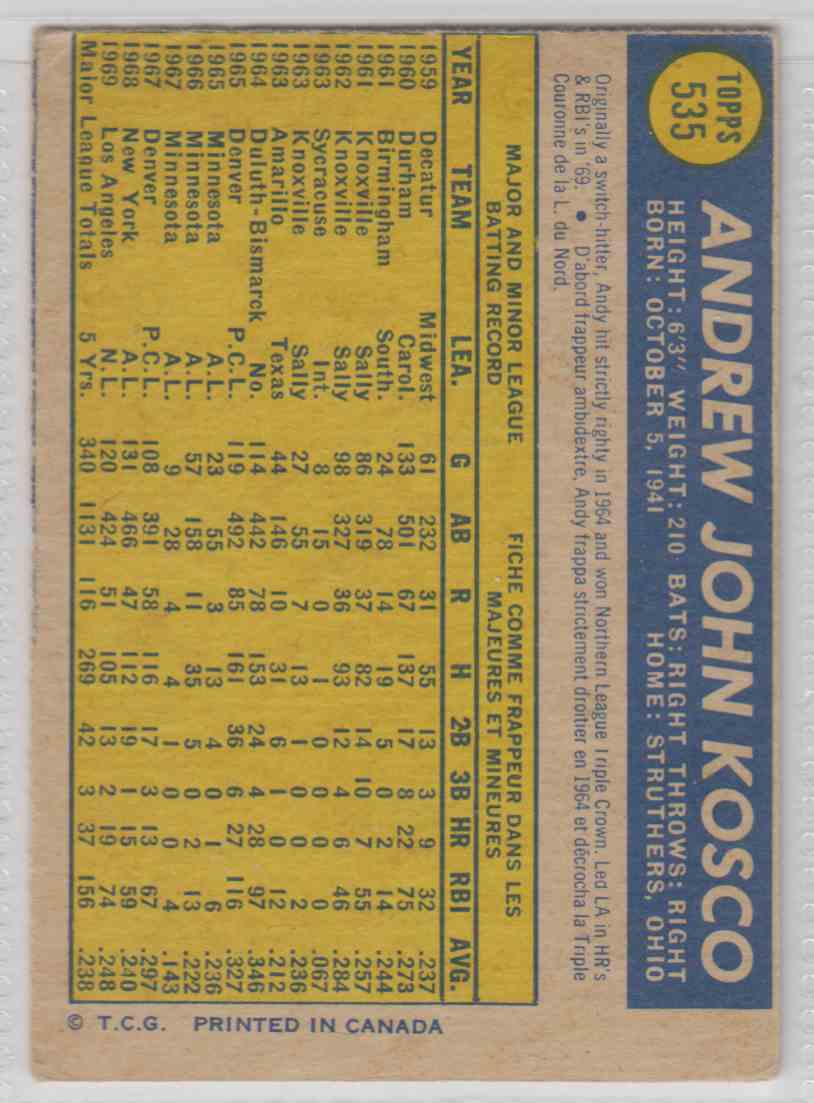 TOPPS
535
ANDREW JOHN KOSCO
HEIGHT: 6'3" WEIGHT: 210 BATS: RIGHT THROWS: RIGHT
BORN: OCTOBER 5, 1941 HOME: STRUTHERS, OHIO
Originally a switch-hitter, Andy hit strictly righty in 1964 and won Northern League Triple Crown. Led LA in HR's
& RBI's in '69. ● D'abord frappeur ambidextre, Andy frappa strictement droitier en 1964 et décrocha la Triple
Couronne de la L. du Nord.
MAJOR AND MINOR LEAGUE
BATTING RECORD
FICHE COMME FRAPPEUR DANS LES
MAJEURES ET MINEURES
YEAR TEAM LEA. G AB R H 2B 3B HR RBI AVG.
1959 Decatur Midwest 61 232 31 55 13 3 9 32 .237
1960 Durham Carol. 133 501 67 137 17 8 22 75 .273
1961 Birmingham South. 24 78 14 19 5 0 2 14 .244
1961 Knoxville Sally 86 319 37 82 14 10 7 55 .257
1962 Knoxville Sally 98 327 36 93 12 4 6 46 .284
1963 Sycracuse Int. 8 15 0 1 0 0 0 0 .067
1963 Knoxville Sally 27 55 7 13 1 0 0 2 .236
1963 Amarillo Texas 44 146 10 31 6 1 0 12 .212
1964 Duluth-Bismarck No. 114 442 78 153 24 4 28 97 .346
1965 Denver P.C.L. 119 492 85 161 36 6 27 116 .327
1965 Minnesota A.L. 23 55 3 13 4 0 1 6 .236
1966 Minnesota A.L. 57 158 11 35 5 0 2 13 .222
1967 Minnesota A.L. 9 28 4 4 1 0 0 4 .143
1967 Denver P.C.L. 108 391 58 116 17 3 13 67 .297
1968 New York A.L. 131 466 47 112 19 1 15 59 .240
1969 Los Angeles N.L. 120 424 51 105 13 2 19 74 .248
Major League Totals 5 Yrs. 340 1131 116 269 42 3 37 156 .238
© T.C.G. PRINTED IN CANADA